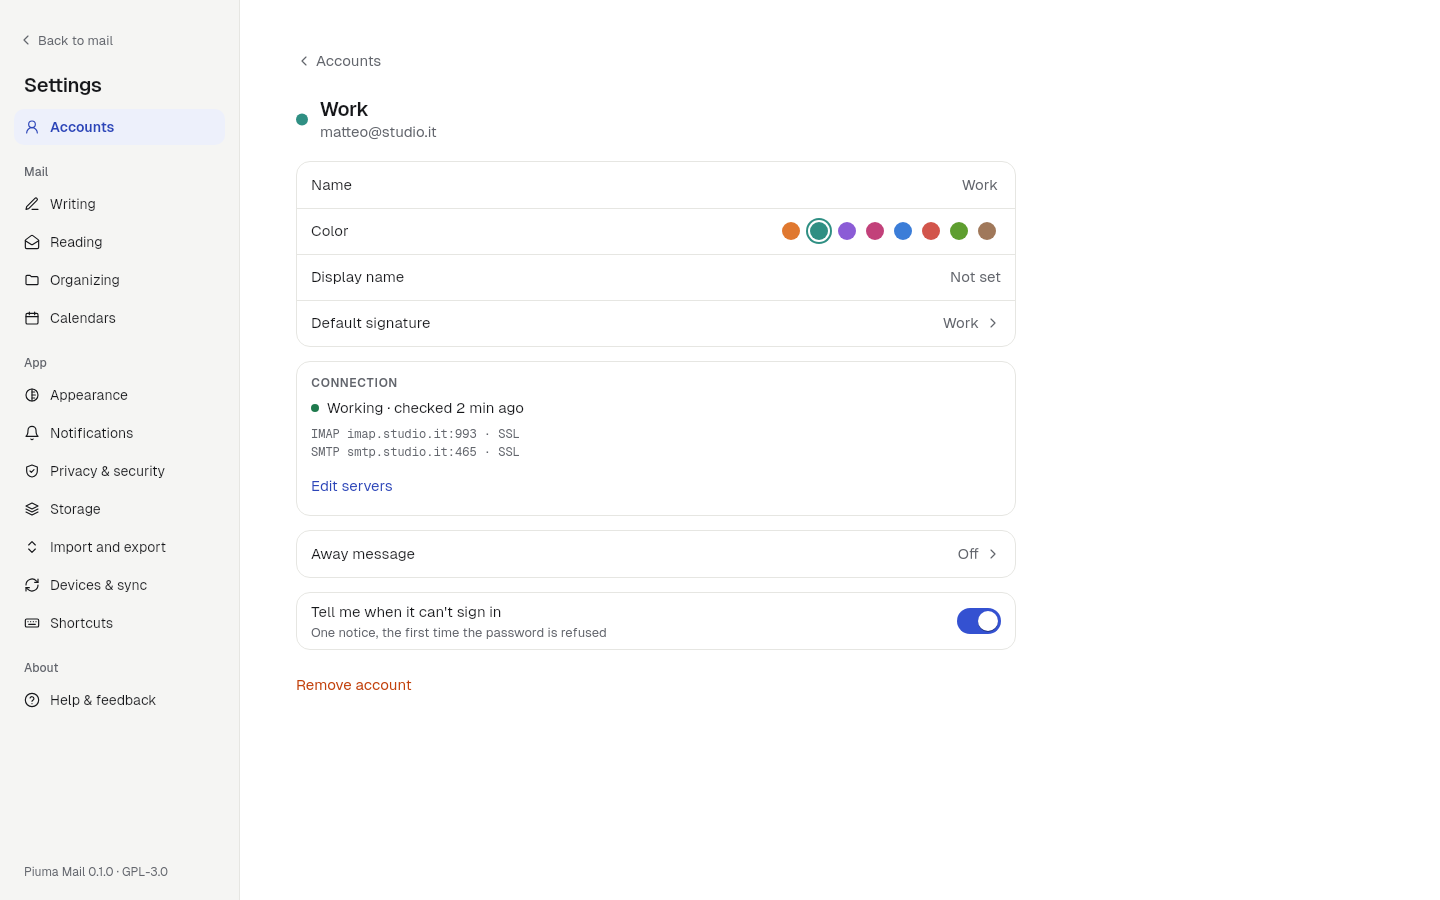 Back to mail
Settings
Accounts
Mail
Writing
Reading
Organizing
Calendars
App
Appearance
Notifications
Privacy & security
Storage
Import and export
Devices & sync
Shortcuts
About
Help & feedback
Piuma Mail 0.1.0 · GPL-3.0
Accounts
Work
matteo@studio.it
Name Work
Color
Display name Not set
Default signature Work
CONNECTION
Working · checked 2 min ago
IMAP imap.studio.it:993 · SSL
SMTP smtp.studio.it:465 · SSL
Edit servers
Away message Off
Tell me when it can't sign in
One notice, the first time the password is refused
Remove account